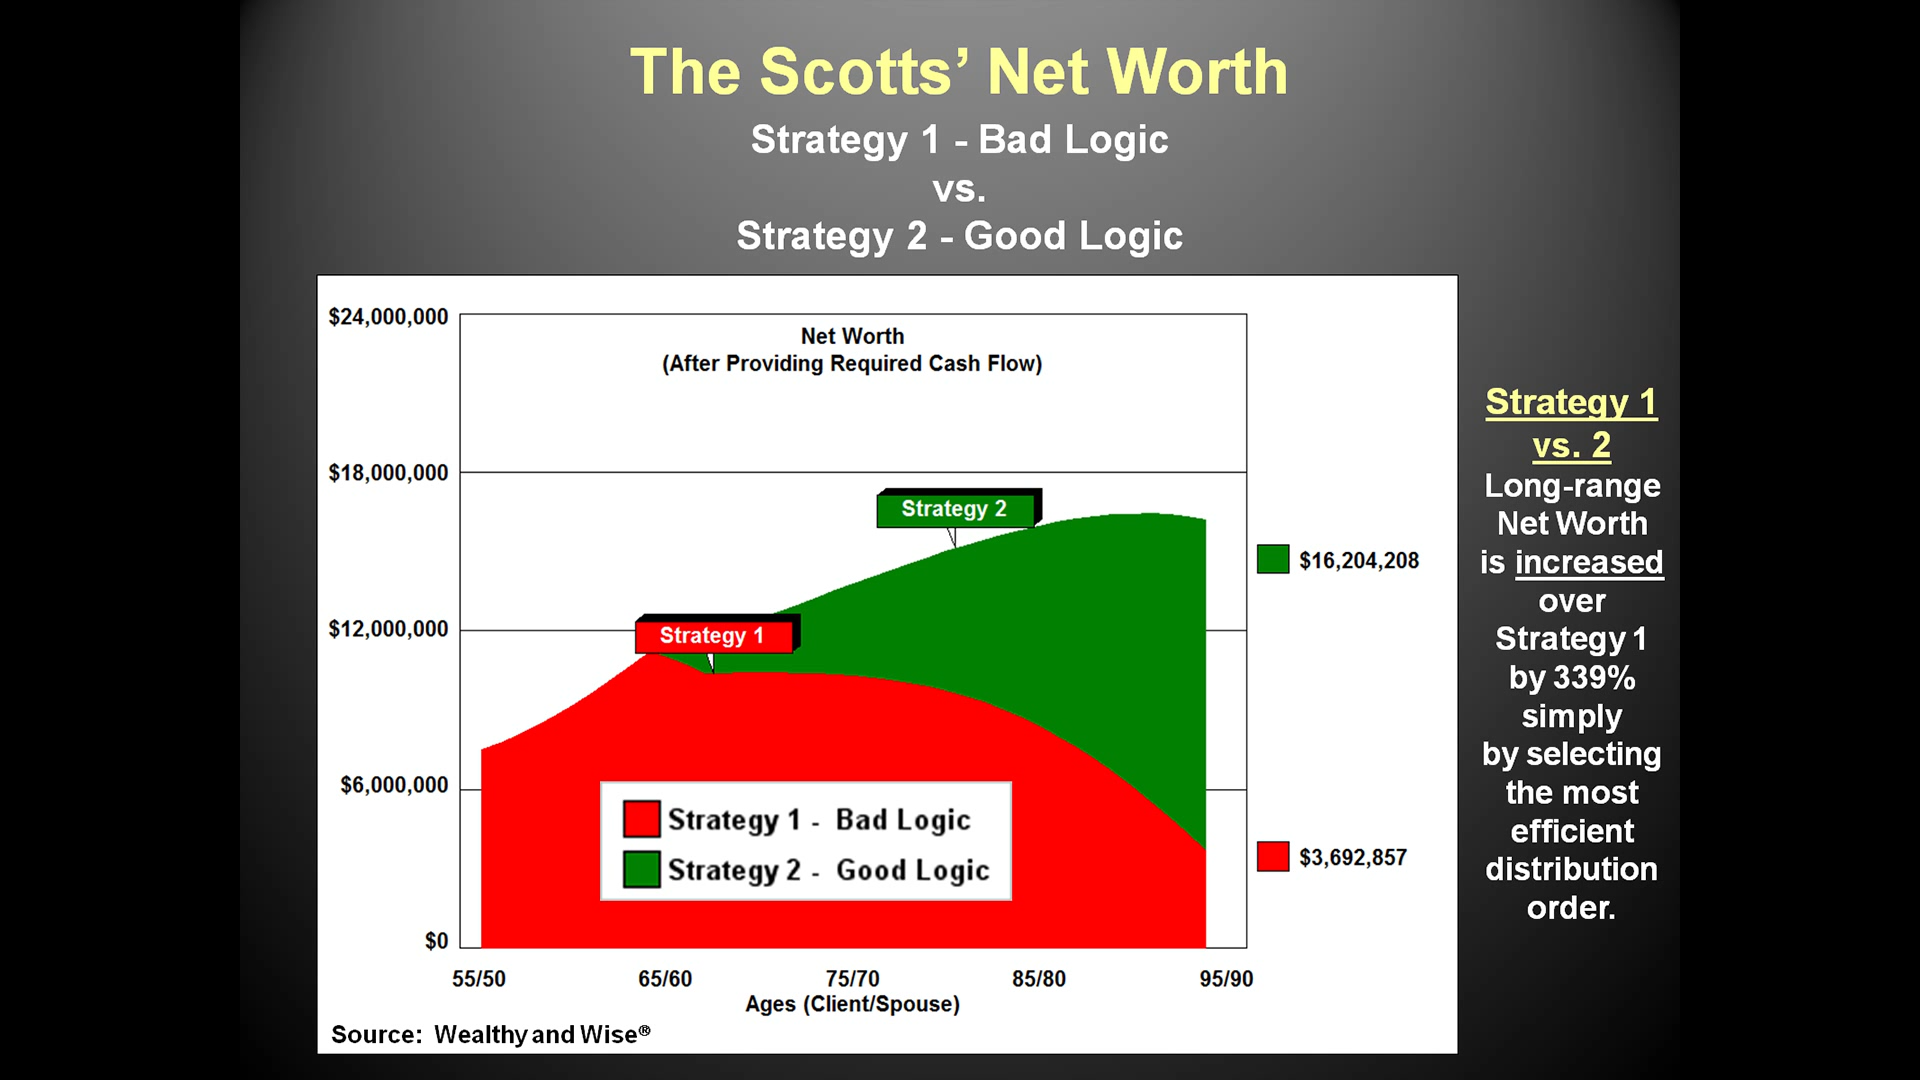 The Scotts’ Net Worth
Strategy 1 - Bad Logic
vs.
Strategy 2 - Good Logic
$24,000,000
Net Worth
(After Providing Required Cash Flow)
$18,000,000
Strategy 2
$12,000,000
Strategy 1
$6,000,000
$0
Strategy 1 - Bad Logic
Strategy 2 - Good Logic
$16,204,208
$3,692,857
55/50 65/60 75/70 85/80 95/90
Ages (Client/Spouse)
Source: Wealthy and Wise®
Strategy 1
vs. 2
Long-range
Net Worth
is increased
over
Strategy 1
by 339%
simply
by selecting
the most
efficient
distribution
order.